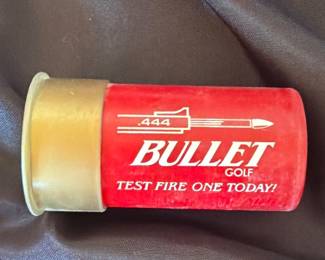 .444
BULLET
GOLF
TEST FIRE ONE TODAY!